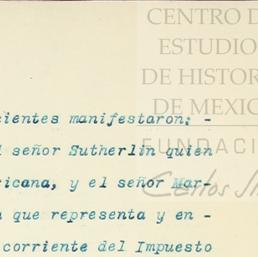 CENTRO D
ESTUDIO
DE HISTOR
DE MEXIC
FUNDACI
Carlos Sl
cientes manifestaron; -
l señor Sutherlin quien
ricana, y el señor Mar-
a que representa y en -
corriente del Impuesto